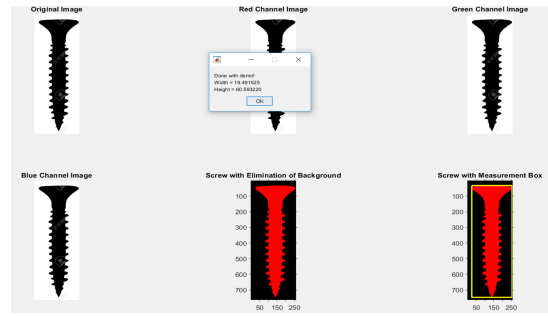 Original Image
Red Channel Image
Green Channel Image
Done with demo!
Width = 19.491525
Height = 60.593220
OK
Blue Channel Image
Screw with Elimination of Background
Screw with Measurement Box
100
200
300
400
500
600
700
50 150 250
100
200
300
400
500
600
700
50 150 250